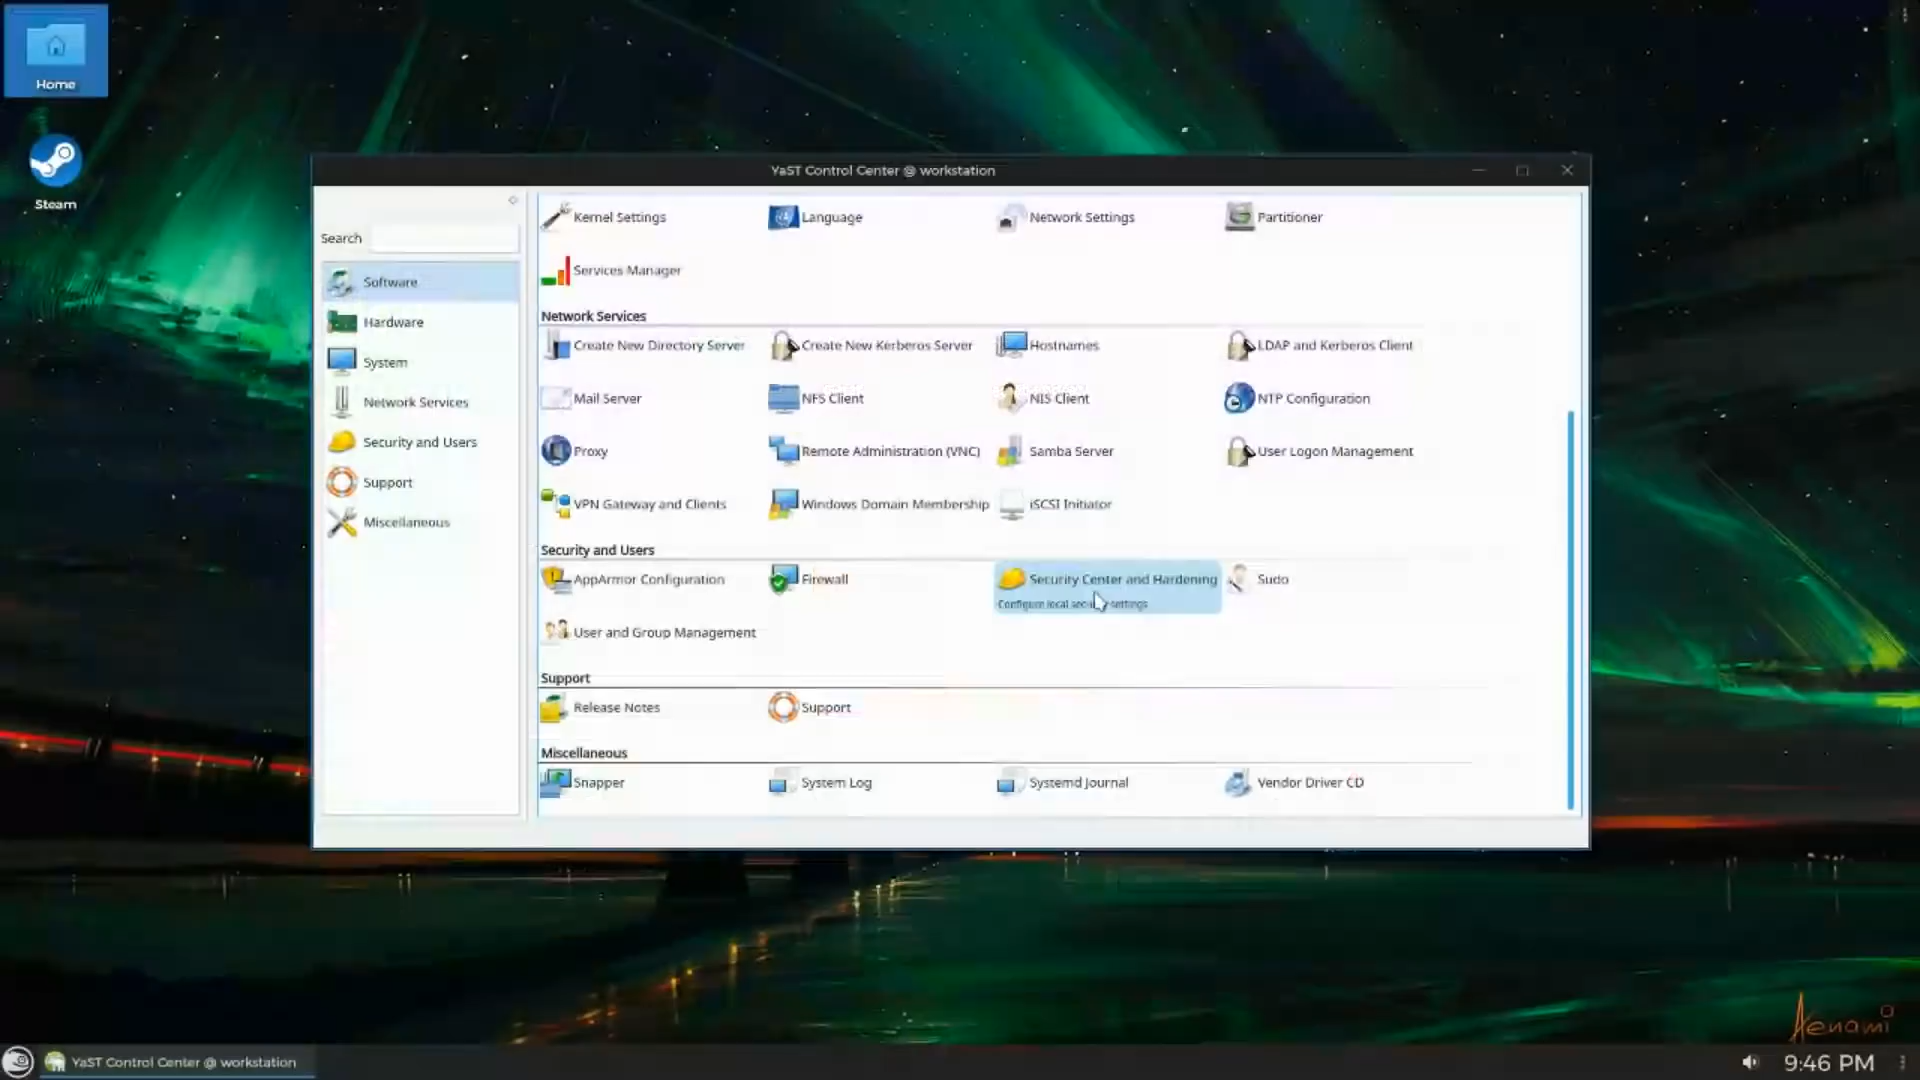 Home
Steam
YaST Control Center @ workstation
Search
Software
Hardware
System
Network Services
Security and Users
Support
Miscellaneous
Kernel Settings
Language
Network Settings
Partitioner
Services Manager
Network Services
Create New Directory Server
Create New Kerberos Server
Hostnames
LDAP and Kerberos Client
Mail Server
NFS Client
NIS Client
NTP Configuration
Proxy
Remote Administration (VNC)
Samba Server
User Logon Management
VPN Gateway and Clients
Windows Domain Membership
iSCSI Initiator
Security and Users
AppArmor Configuration
Firewall
Security Center and Hardening
Configure local security settings
Sudo
User and Group Management
Support
Release Notes
Support
Miscellaneous
Snapper
System Log
Systemd Journal
Vendor Driver CD
Aenami
YaST Control Center @ workstation
9:46 PM